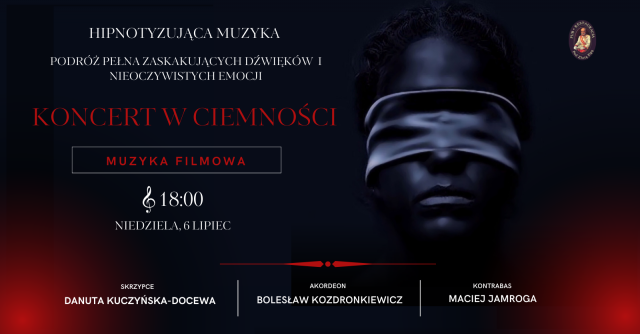 HIPNOTYZUJĄCA MUZYKA
PODRÓŻ PEŁNA ZASKAKUJĄCYCH DŹWIĘKÓW I
NIEOCZYWISTYCH EMOCJI
KONCERT W CIEMNOŚCI
MUZYKA FILMOWA
18:00
NIEDZIELA, 6 LIPIEC
SKRZYPCE
DANUTA KUCZYŃSKA-DOCEWA
AKORDEON
BOLESŁAW KOZDRONKIEWICZ
KONTRABAS
MACIEJ JAMROGA